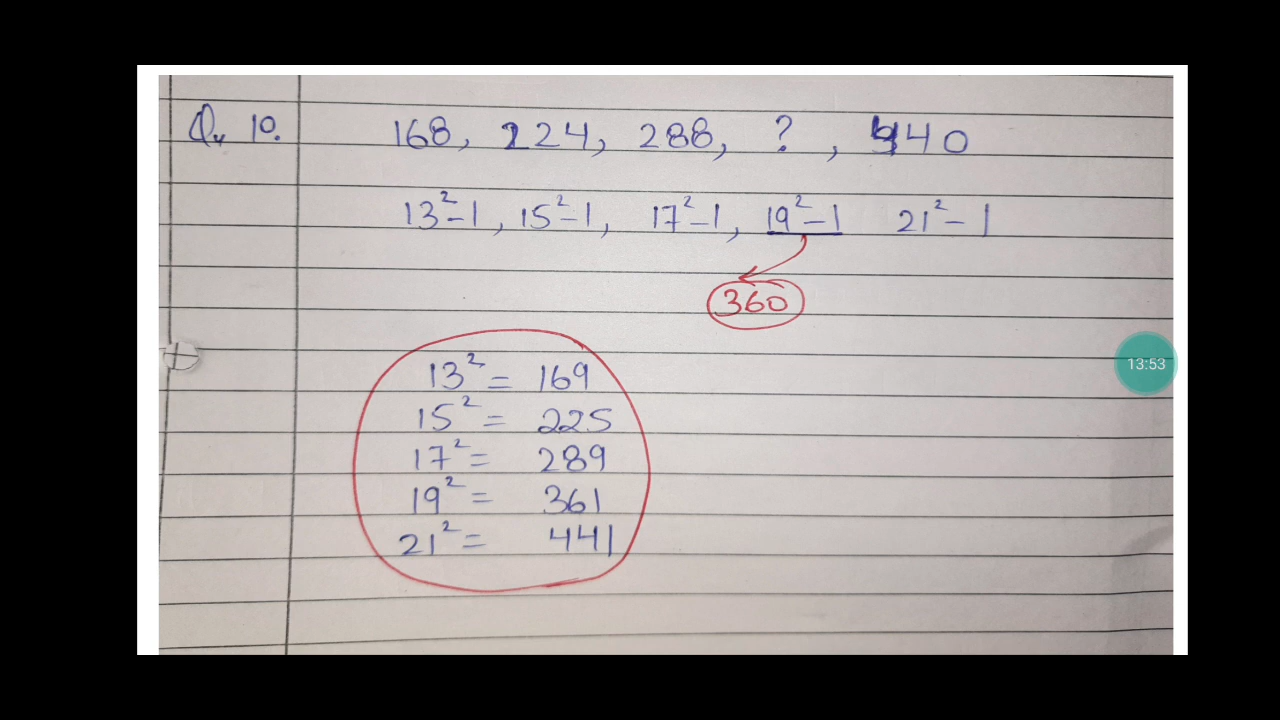 Qu 10. 168, 224, 288, ? , 440
13²-1, 15²-1, 17²-1, 19²-1 21²-1
360
13² = 169
15² = 225
17² = 289
19² = 361
21² = 441
13:53